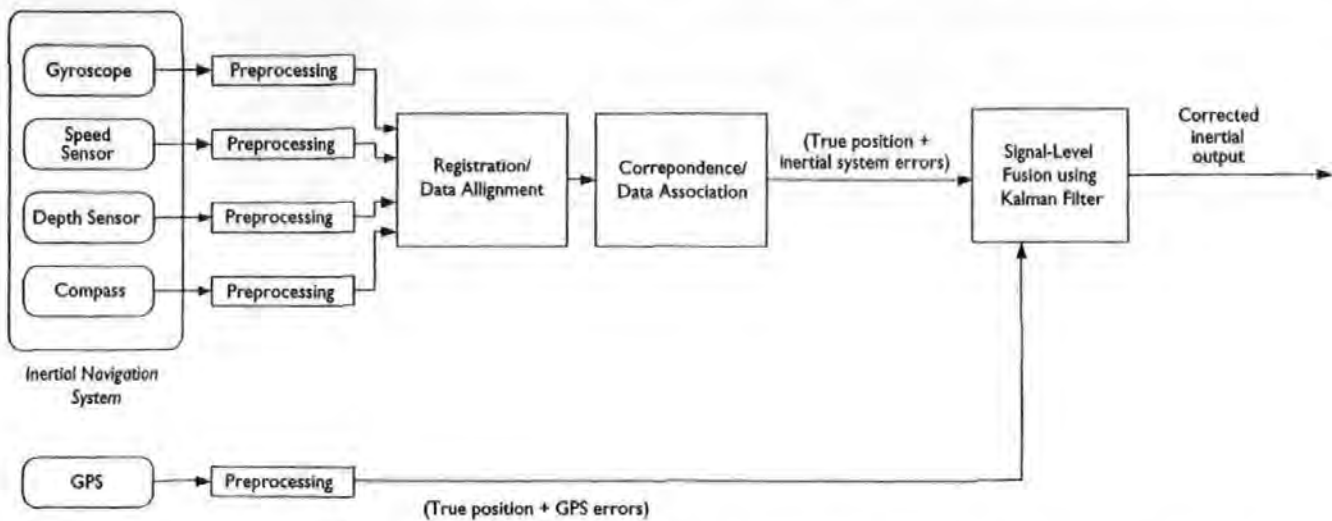 Gyroscope
Preprocessing
Speed
Sensor
Preprocessing
Depth Sensor
Preprocessing
Compass
Preprocessing
Inertial Navigation
System
Registration/
Data Allignment
Correpondence/
Data Association
(True position +
Inertial system errors)
Signal-Level
Fusion using
Kalman Filter
Corrected
inertial
output
GPS
Preprocessing
(True position + GPS errors)